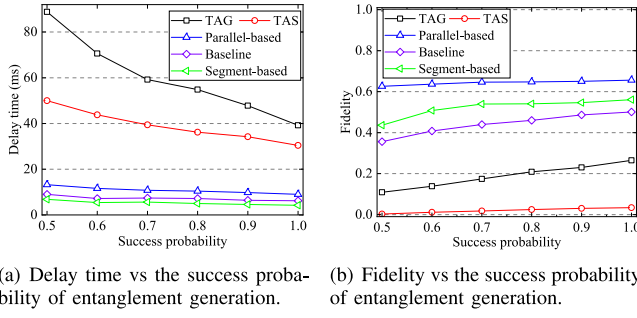 TAG TAS
Parallel-based
Baseline
Segment-based
Delay time (ms)
80
60
40
20
0
0.5 0.6 0.7 0.8 0.9 1.0
Success probability
(a) Delay time vs the success proba-
bility of entanglement generation.
TAG TAS
Parallel-based
Baseline
Segment-based
Fidelity
1.0
0.8
0.6
0.4
0.2
0.0
0.5 0.6 0.7 0.8 0.9 1.0
Success probability
(b) Fidelity vs the success probability
of entanglement generation.